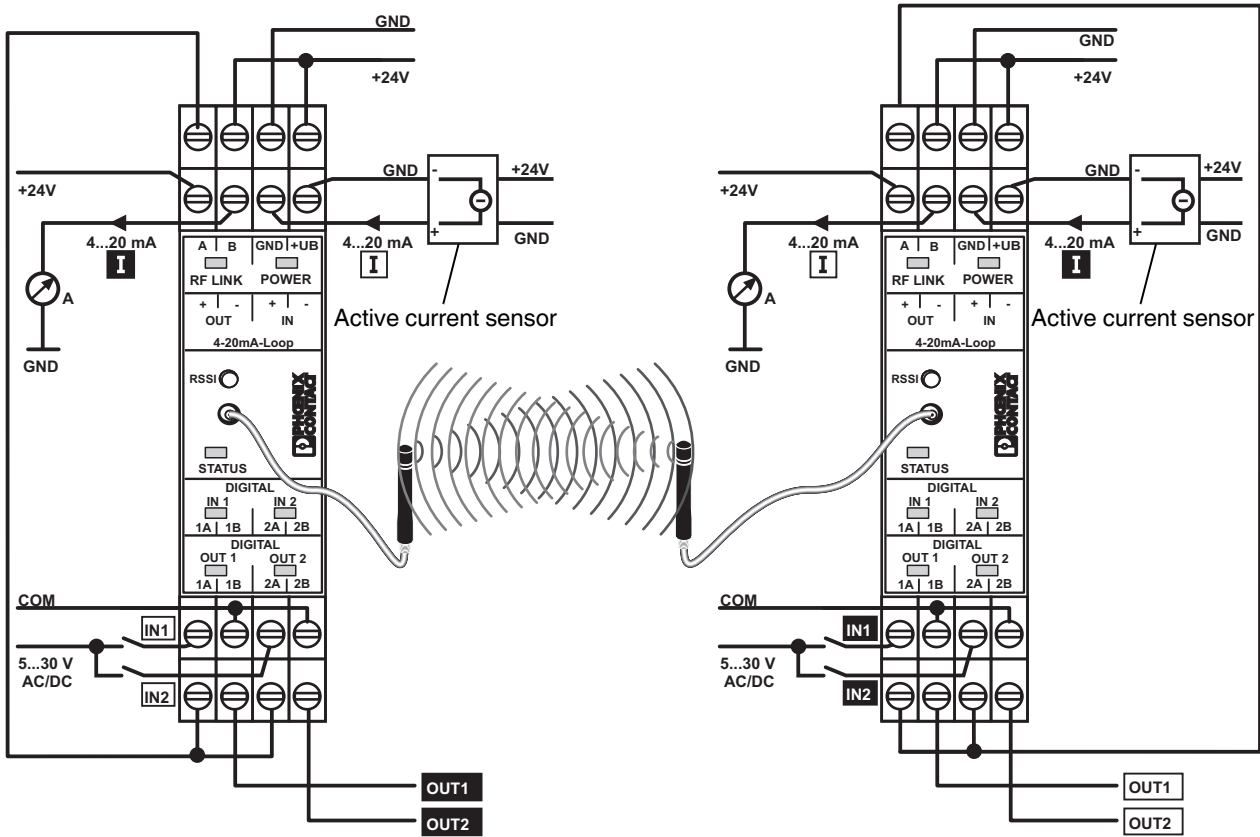 GND
+24V
+24V
GND
+24V
-
+
GND
4...20 mA
I
4...20 mA
I
A
GND
A B GND +UB
RF LINK POWER
+ - + -
OUT IN
4-20mA-Loop
Active current sensor
RSSI
PHOENIX
CONTACT
STATUS
DIGITAL
IN 1 IN 2
1A 1B 2A 2B
DIGITAL
OUT 1 OUT 2
1A 1B 2A 2B
COM
IN1
5...30 V
AC/DC
IN2
OUT1
OUT2
GND
+24V
+24V
GND
+24V
-
+
GND
4...20 mA
I
4...20 mA
I
A
GND
A B GND +UB
RF LINK POWER
+ - + -
OUT IN
4-20mA-Loop
Active current sensor
RSSI
PHOENIX
CONTACT
STATUS
DIGITAL
IN 1 IN 2
1A 1B 2A 2B
DIGITAL
OUT 1 OUT 2
1A 1B 2A 2B
COM
IN1
5...30 V
AC/DC
IN2
OUT1
OUT2